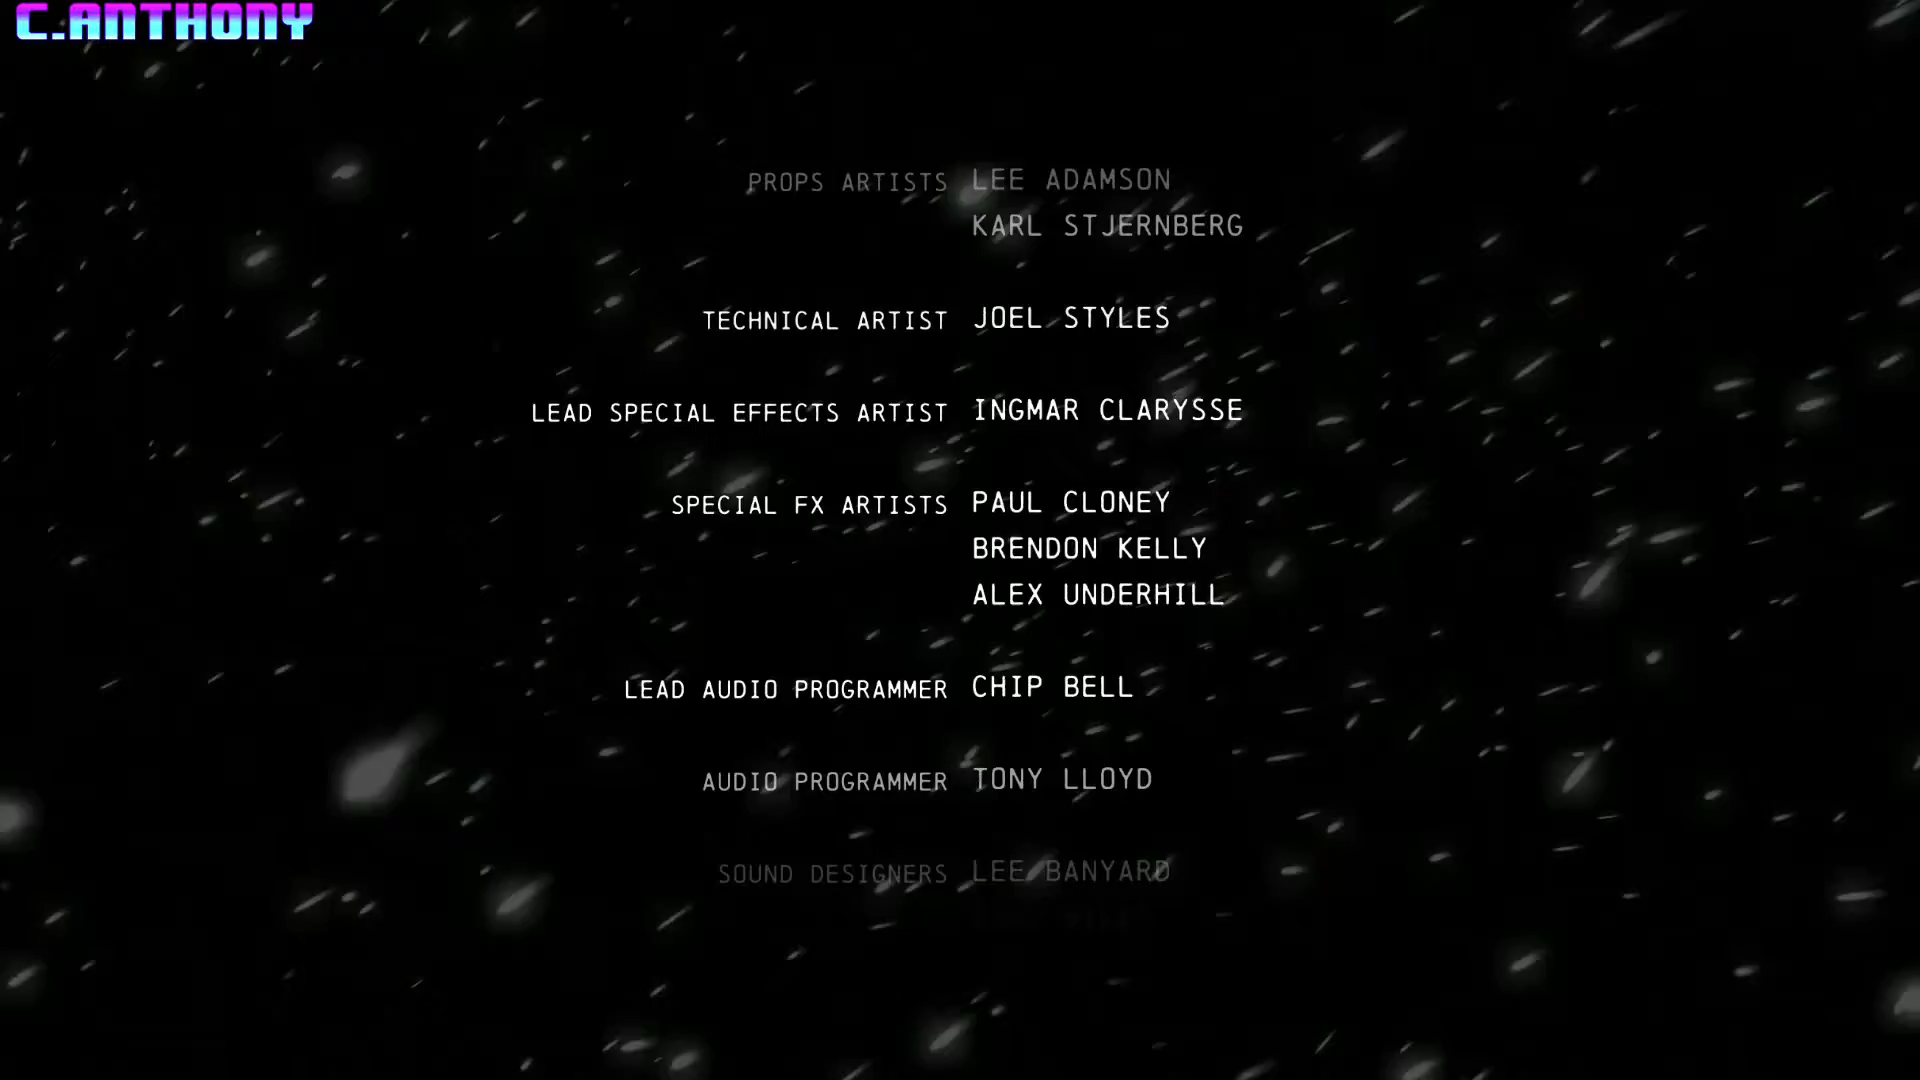 C.ANTHONY
PROPS ARTISTS LEE ADAMSON
KARL STJERNBERG
TECHNICAL ARTIST JOEL STYLES
LEAD SPECIAL EFFECTS ARTIST INGMAR CLARYSSE
SPECIAL FX ARTISTS PAUL CLONEY
BRENDON KELLY
ALEX UNDERHILL
LEAD AUDIO PROGRAMMER CHIP BELL
AUDIO PROGRAMMER TONY LLOYD
SOUND DESIGNERS LEE BANYARD